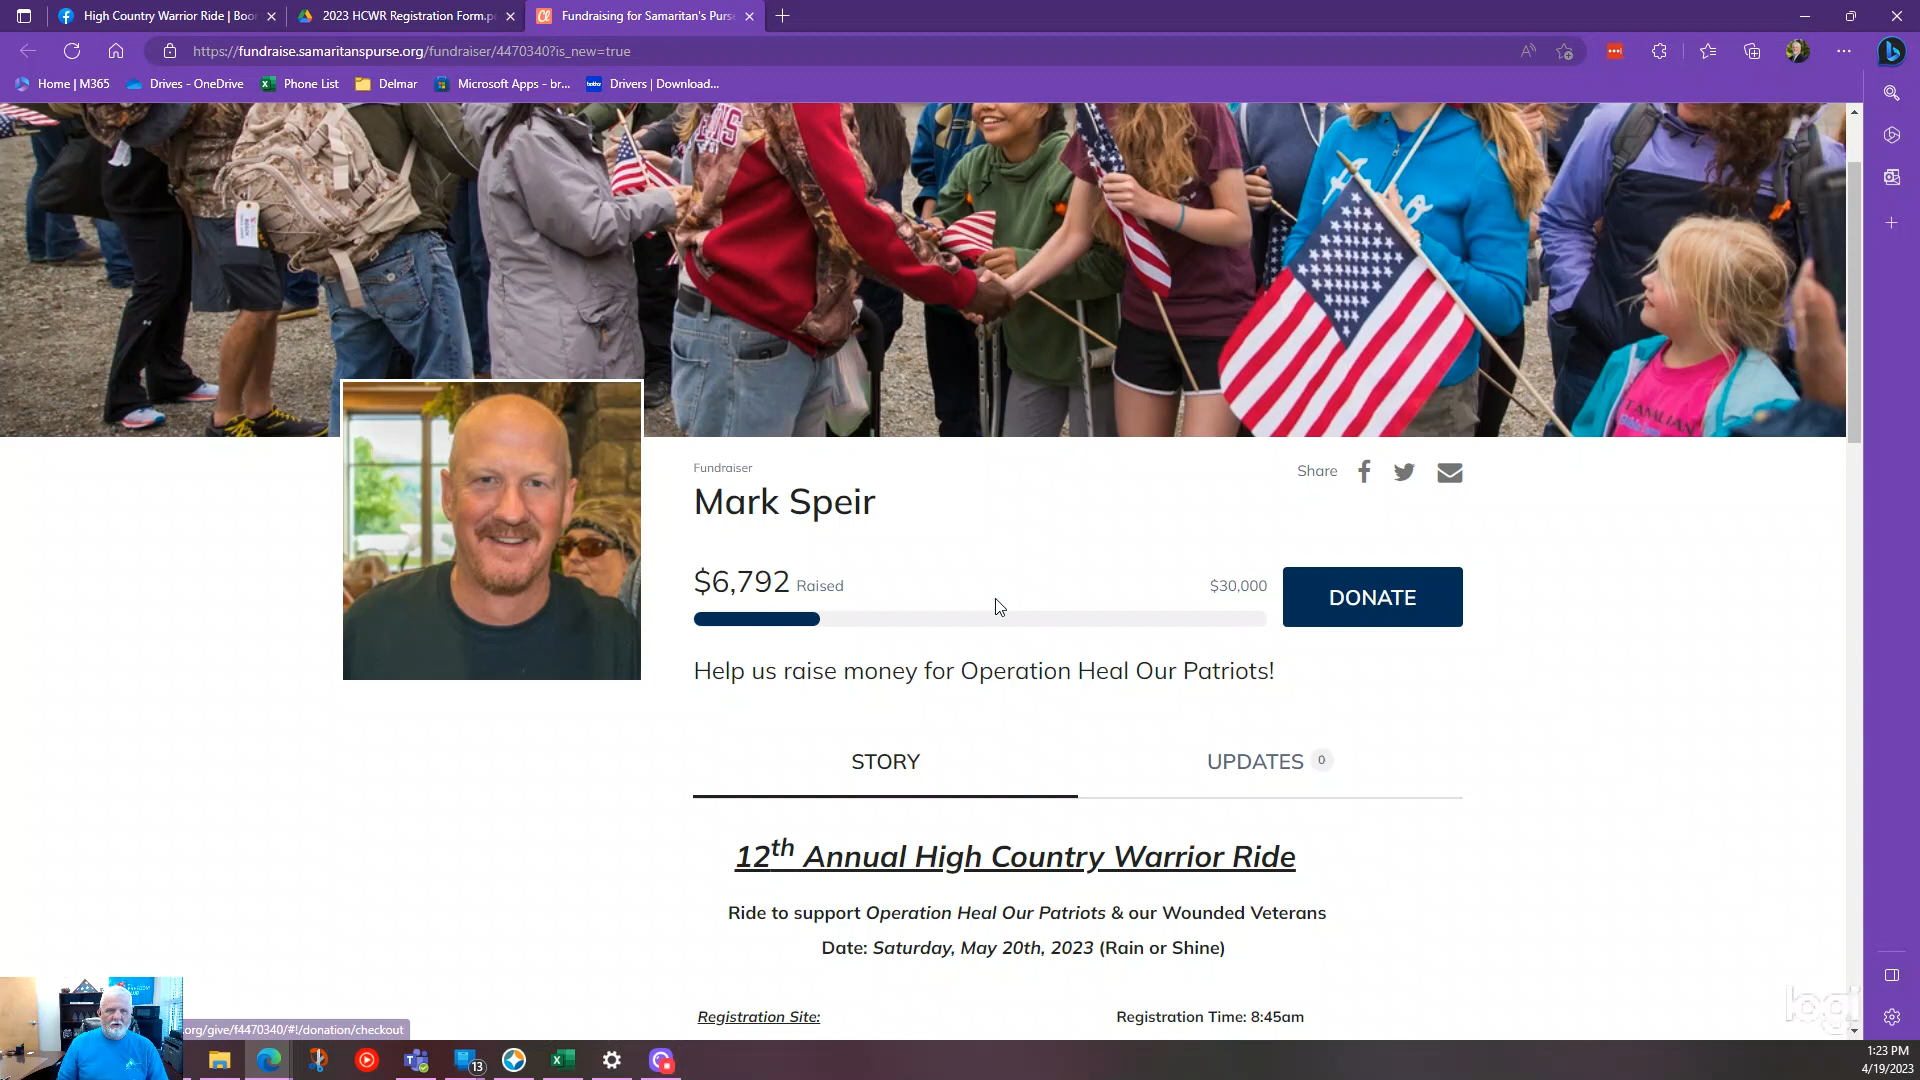 High Country Warrior Ride | Boo
2023 HCWR Registration Form.p
Fundraising for Samaritan's Purs
https://fundraise.samaritanspurse.org/fundraiser/4470340?is_new=true
Home | M365
Drives - OneDrive
Phone List
Delmar
Microsoft Apps - br...
Drivers | Download...
Fundraiser
Mark Speir
Share
$6,792 Raised
$30,000
DONATE
Help us raise money for Operation Heal Our Patriots!
STORY
UPDATES 0
12th Annual High Country Warrior Ride
Ride to support Operation Heal Our Patriots & our Wounded Veterans
Date: Saturday, May 20th, 2023 (Rain or Shine)
Registration Site:
Registration Time: 8:45am
.org/give/f4470340/#!/donation/checkout
logi
13
1:23 PM
4/19/2023